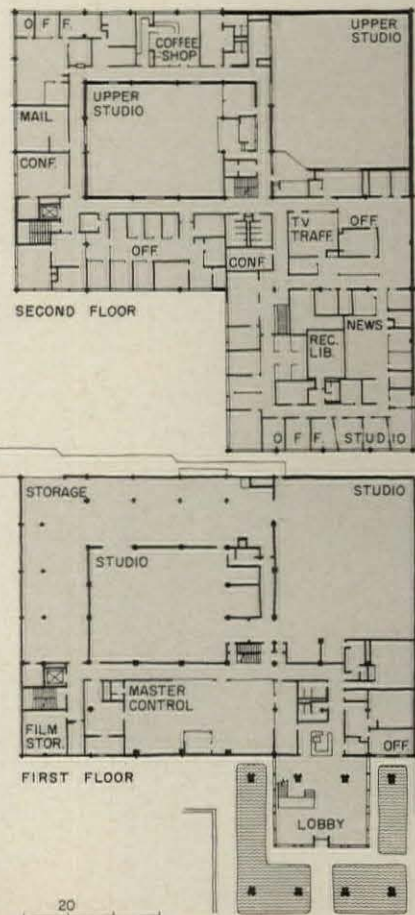 O F F.
COFFEE
SHOP
UPPER
STUDIO
UPPER
STUDIO
MAIL
CONF.
OFF.
CONF.
TV
TRAFF.
OFF.
SECOND FLOOR
NEWS
REC.
LIB.
O F F. STUDIO
STORAGE
STUDIO
STUDIO
MASTER
CONTROL
FILM
STOR.
OFF.
FIRST FLOOR
LOBBY
20